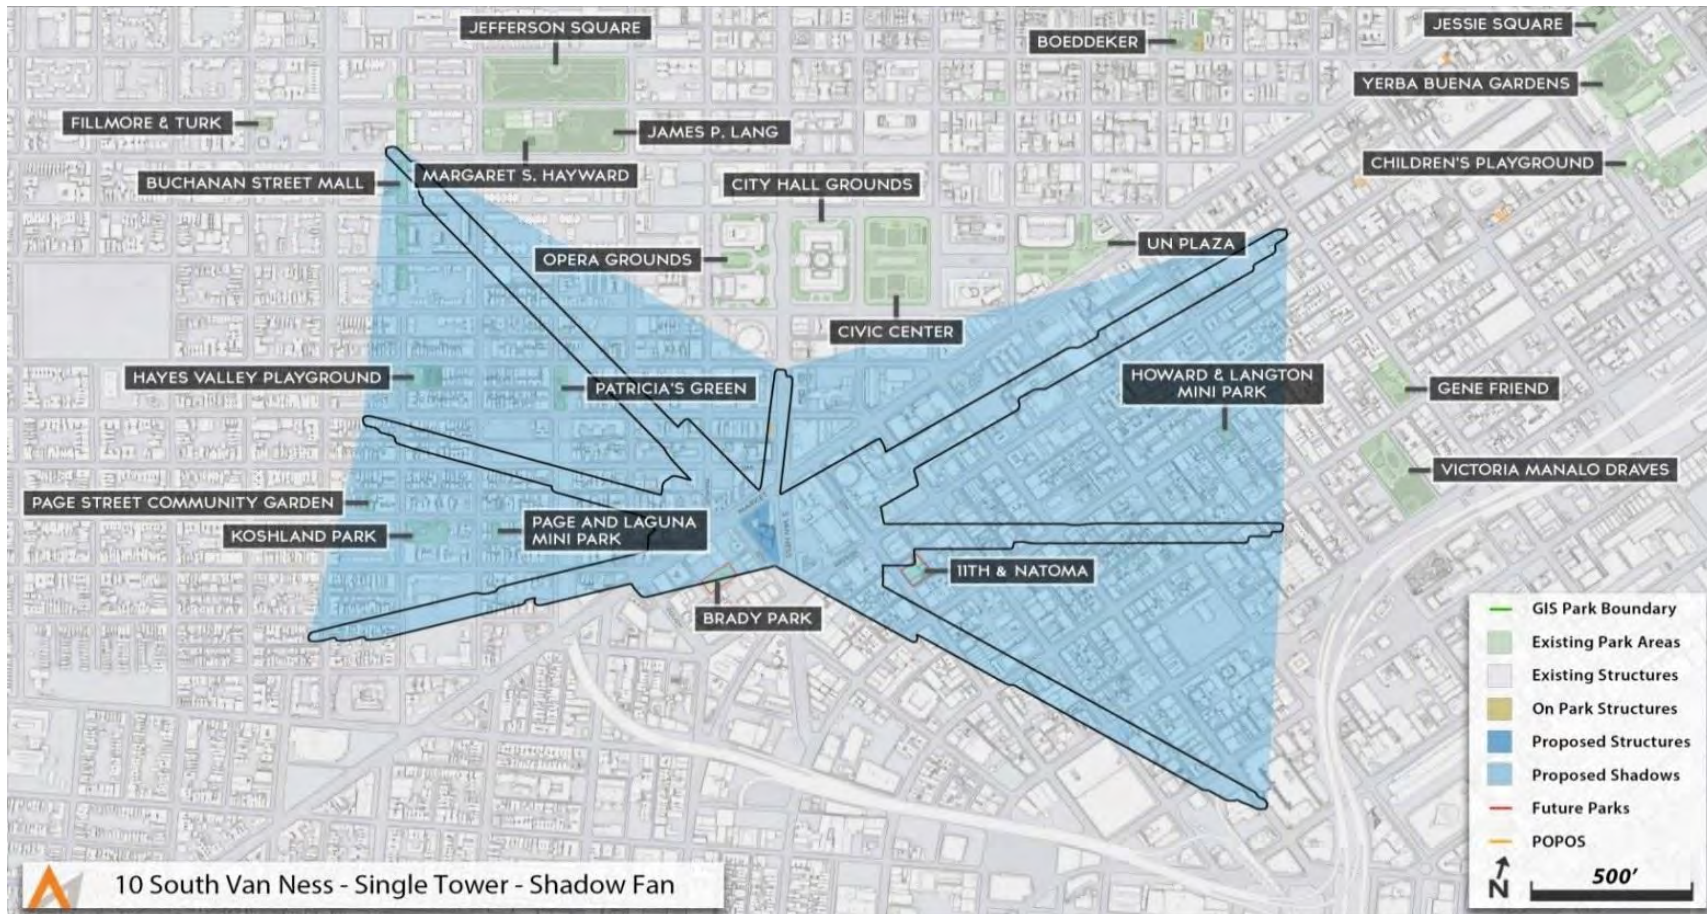 JEFFERSON SQUARE
BOEDDEKER
JESSIE SQUARE
YERBA BUENA GARDENS
FILLMORE & TURK
JAMES P. LANG
CHILDREN'S PLAYGROUND
MARGARET S. HAYWARD
BUCHANAN STREET MALL
CITY HALL GROUNDS
OPERA GROUNDS
UN PLAZA
CIVIC CENTER
HAYES VALLEY PLAYGROUND
PATRICIA'S GREEN
HOWARD & LANGTON
MINI PARK
GENE FRIEND
VICTORIA MANALO DRAVES
PAGE STREET COMMUNITY GARDEN
KOSHLAND PARK
PAGE AND LAGUNA
MINI PARK
11TH & NATOMA
BRADY PARK
GIS Park Boundary
Existing Park Areas
Existing Structures
On Park Structures
Proposed Structures
Proposed Shadows
Future Parks
POPOS
N
500'
10 South Van Ness - Single Tower - Shadow Fan